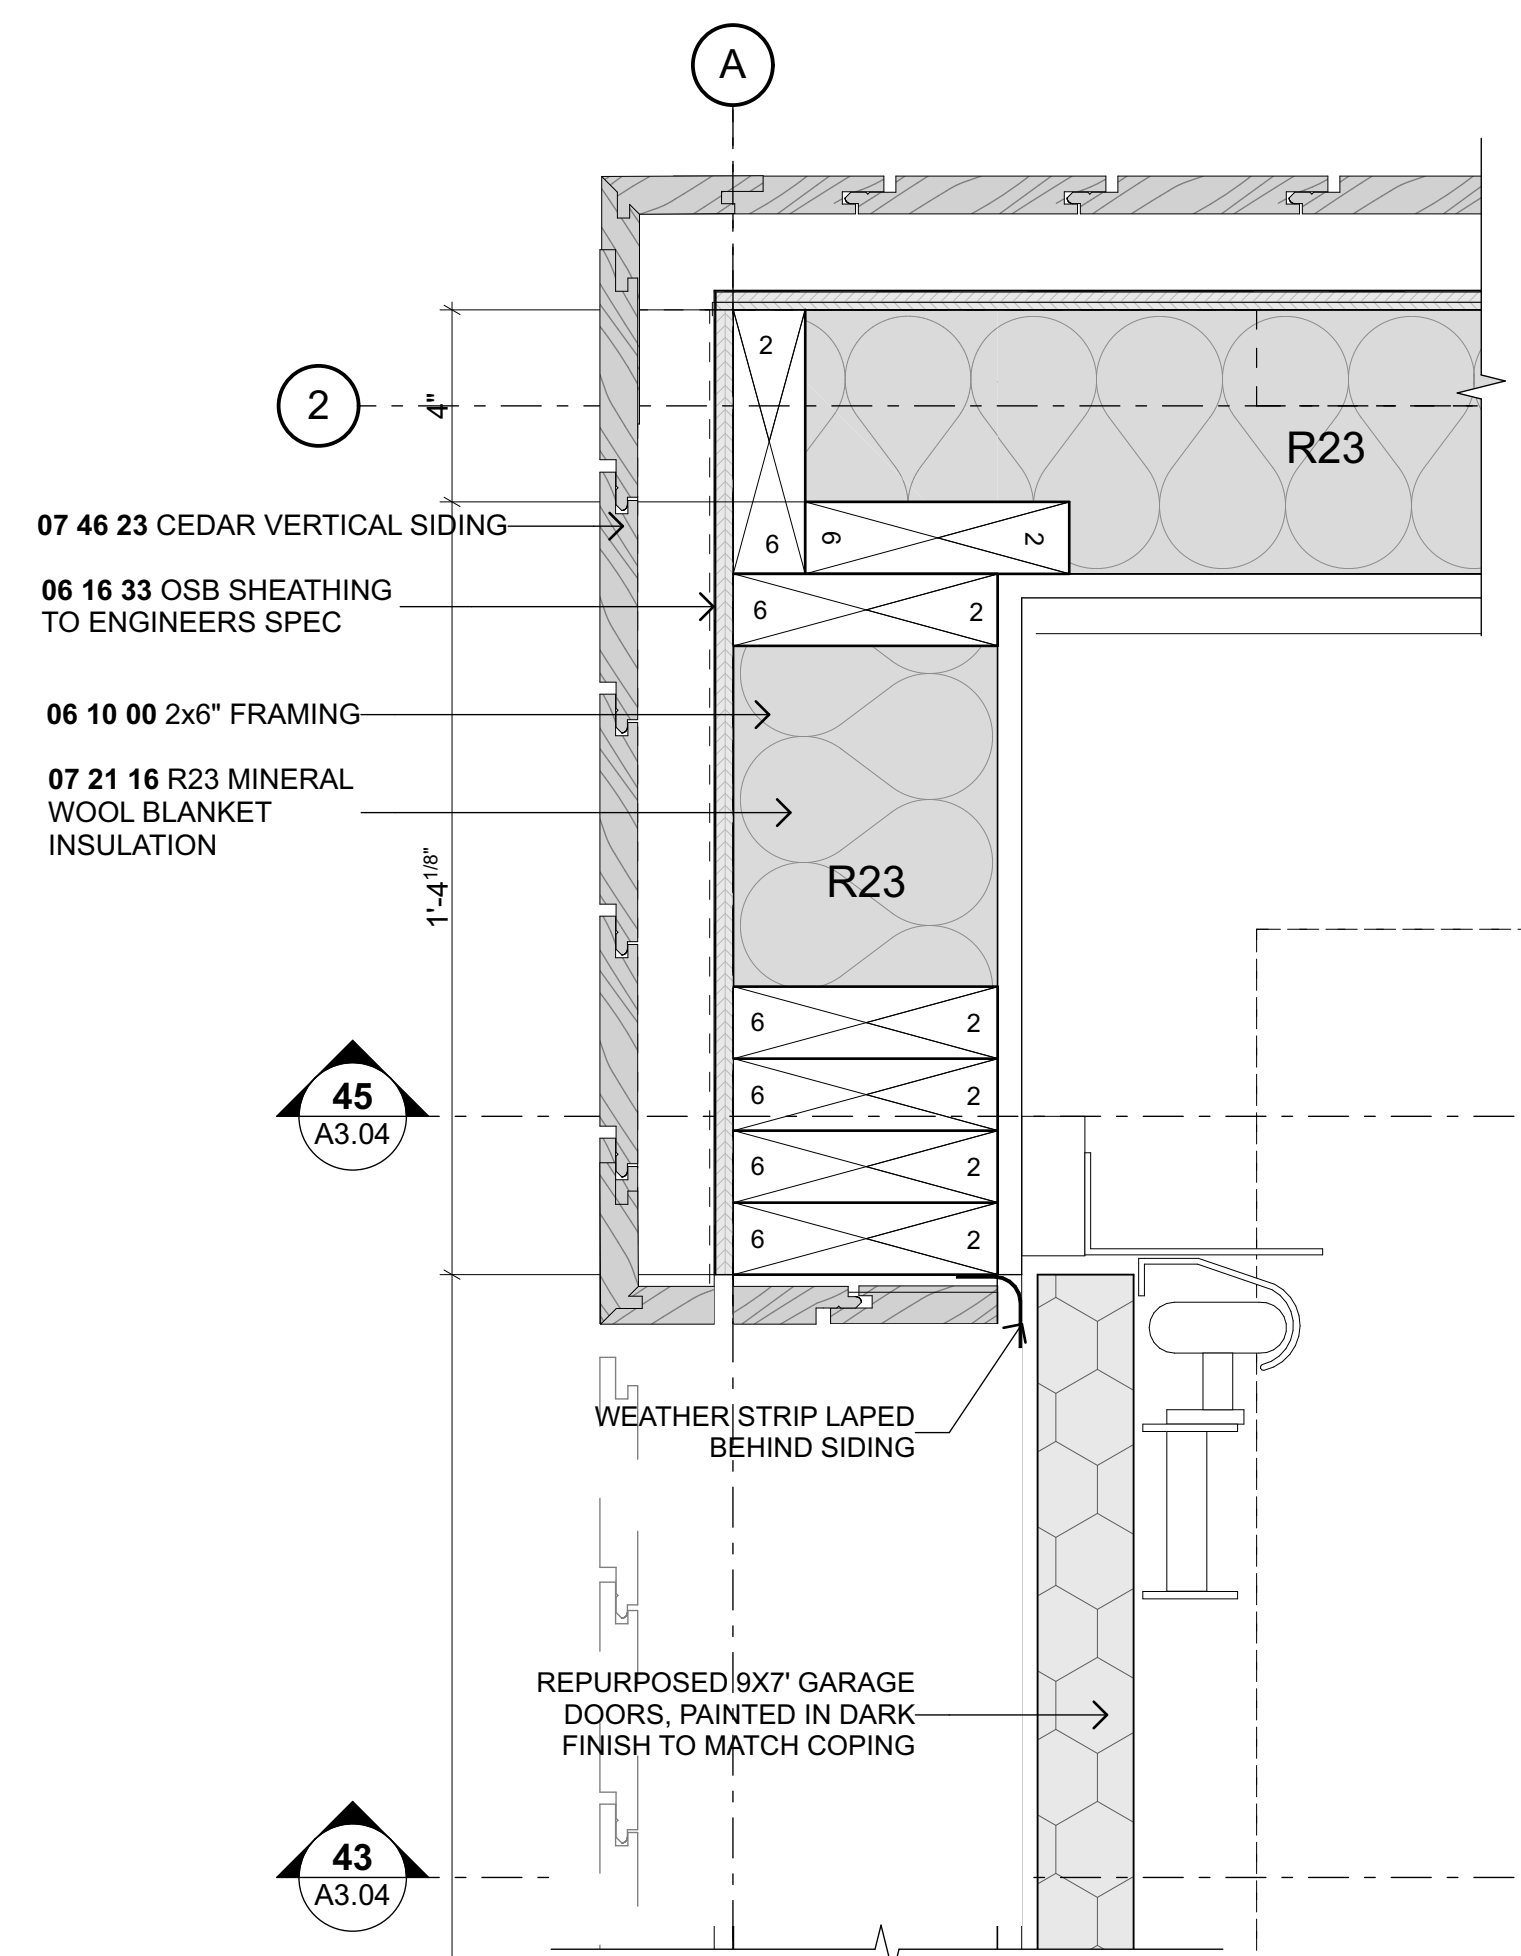 A
2
2
4"
R23
07 46 23 CEDAR VERTICAL SIDING
6
6
2
06 16 33 OSB SHEATHING
TO ENGINEERS SPEC
6
2
06 10 00 2x6" FRAMING
07 21 16 R23 MINERAL
WOOL BLANKET
INSULATION
1'-4 1/8"
R23
6
2
45
A3.04
6
2
6
2
6
2
WEATHER STRIP LAPED
BEHIND SIDING
REPURPOSED 9X7' GARAGE
DOORS, PAINTED IN DARK
FINISH TO MATCH COPING
43
A3.04